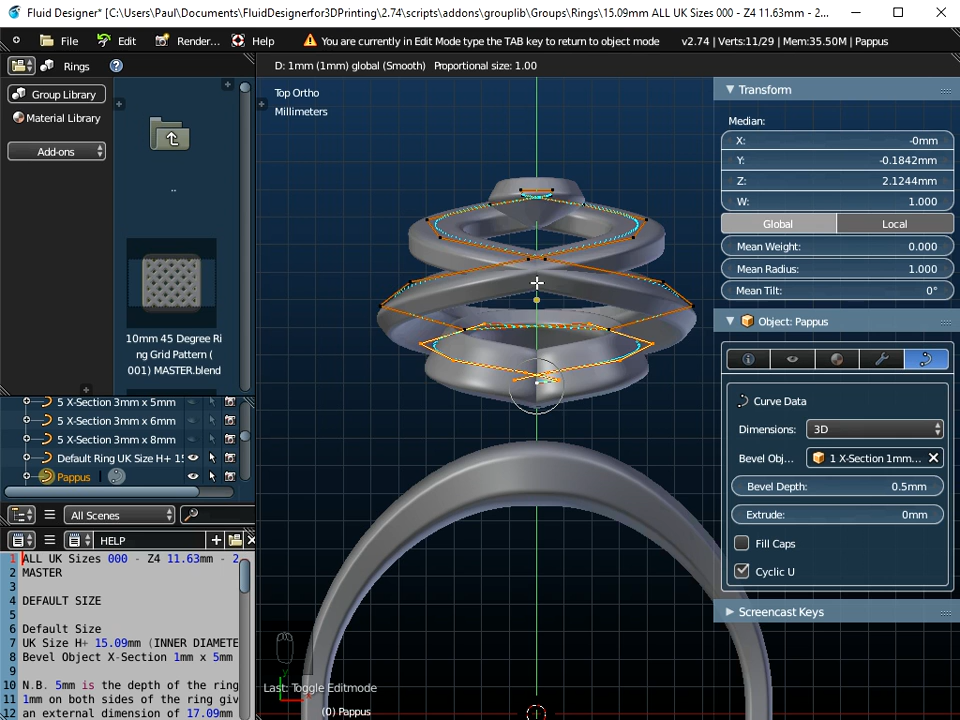 Fluid Designer* [C:\Users\Paul\Documents\FluidDesignerfor3DPrinting\2.74\scripts\addons\grouplib\Groups\Rings\15.09mm ALL UK Sizes 000 - Z4 11.63mm - 2...
File Edit Render... Help You are currently in Edit Mode type the TAB key to return to object mode v2.74 | Verts:11/29 | Mem:35.50M | Pappus
Rings
D: 1mm (1mm) global (Smooth) Proportional size: 1.00
Group Library
Material Library
Add-ons
..
10mm 45 Degree Ri
ng Grid Pattern (
001) MASTER.blend
5 X-Section 3mm x 5mm
5 X-Section 3mm x 6mm
5 X-Section 3mm x 8mm
Default Ring UK Size H+ 15
Pappus
All Scenes
HELP
1 ALL UK Sizes 000 - Z4 11.63mm - 2
2 MASTER
3
4 DEFAULT SIZE
5
6 Default Size
7 UK Size H+ 15.09mm (INNER DIAMETE
8 Bevel Object X-Section 1mm x 5mm
9
10 N.B. 5mm is the depth of the ring
11 1mm on both sides of the ring giv
12 an external dimension of 17.09mm
Top Ortho
Millimeters
Last: Toggle Editmode
(0) Pappus
Transform
Median:
X: -0mm
Y: -0.1842mm
Z: 2.1244mm
W: 1.000
Global Local
Mean Weight: 0.000
Mean Radius: 1.000
Mean Tilt: 0°
Object: Pappus
Curve Data
Dimensions: 3D
Bevel Obj... 1 X-Section 1mm...
Bevel Depth: 0.5mm
Extrude: 0mm
Fill Caps
Cyclic U
Screencast Keys